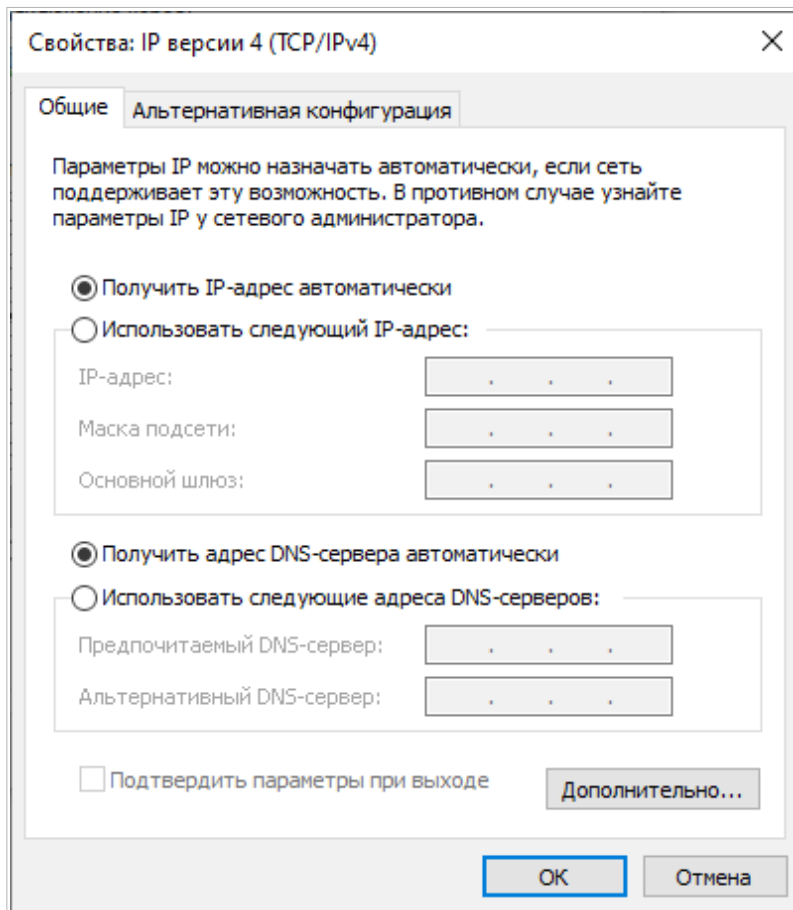 Свойства: IP версии 4 (TCP/IPv4)
Общие
Альтернативная конфигурация
Параметры IP можно назначать автоматически, если сеть
поддерживает эту возможность. В противном случае узнайте
параметры IP у сетевого администратора.
Получить IP-адрес автоматически
Использовать следующий IP-адрес:
IP-адрес:
Маска подсети:
Основной шлюз:
Получить адрес DNS-сервера автоматически
Использовать следующие адреса DNS-серверов:
Предпочитаемый DNS-сервер:
Альтернативный DNS-сервер:
Подтвердить параметры при выходе
Дополнительно...
ОК
Отмена